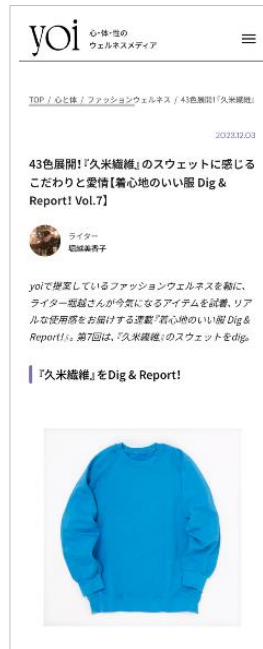 yoi
心・体・性の
ウェルネスメディア
TOP / 心と体 / ファッションウェルネス / 43色展開!『久米繊維』
2023.12.03
43色展開!『久米繊維』のスウェットに感じる
こだわりと愛情【着心地のいい服 Dig &
Report! Vol.7】
ライター
堀越美香子
yoiで提案しているファッションウェルネスを軸に、
ライター堀越さんが今気になるアイテムを試着、リア
ルな使用感をお届けする連載『着心地のいい服 Dig &
Report!』。第7回は、『久米繊維』のスウェットをdig。
『久米繊維』をDig & Report!